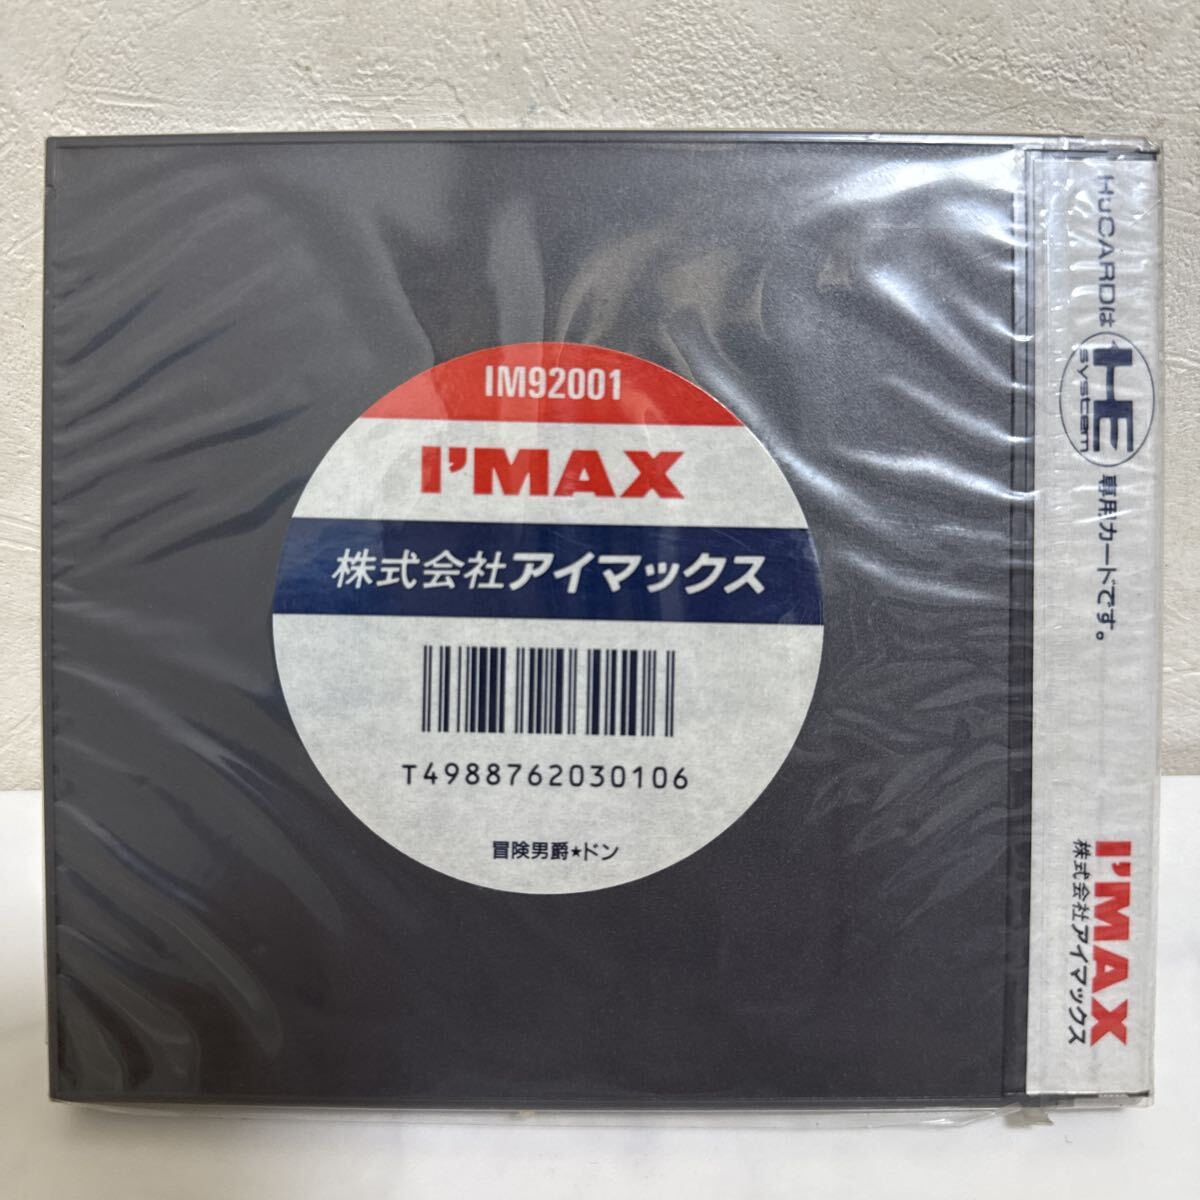 IM92001
I'MAX
株式会社アイマックス
T4988762030106
冒険男爵★ドン
HuCARDは HE SYSTEM 専用カードです。
I'MAX
株式会社アイマックス